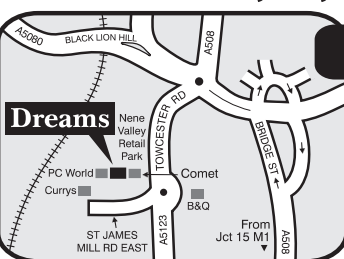 A5080
BLACK LION HILL
A508
Dreams
Nene
Valley
Retail
Park
TOWCESTER RD
BRIDGE ST
PC World
Comet
Currys
B&Q
ST JAMES
MILL RD EAST
A5123
From
Jct 15 M1
A508